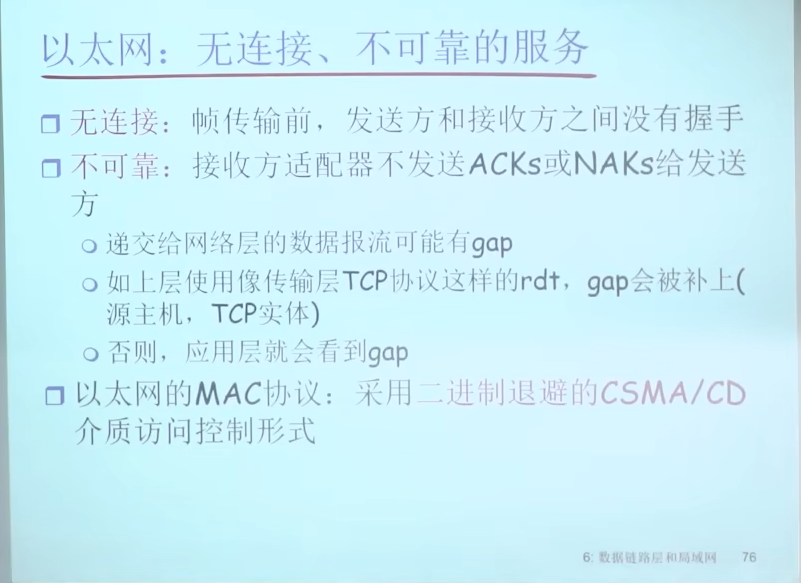 以太网：无连接、不可靠的服务
无连接：帧传输前，发送方和接收方之间没有握手
不可靠：接收方适配器不发送ACKs或NAKs给发送
方
递交给网络层的数据报流可能有gap
如上层使用像传输层TCP协议这样的rdt，gap会被补上(
源主机，TCP实体)
否则，应用层就会看到gap
以太网的MAC协议：采用二进制退避的CSMA/CD
介质访问控制形式
6: 数据链路层和局域网 76